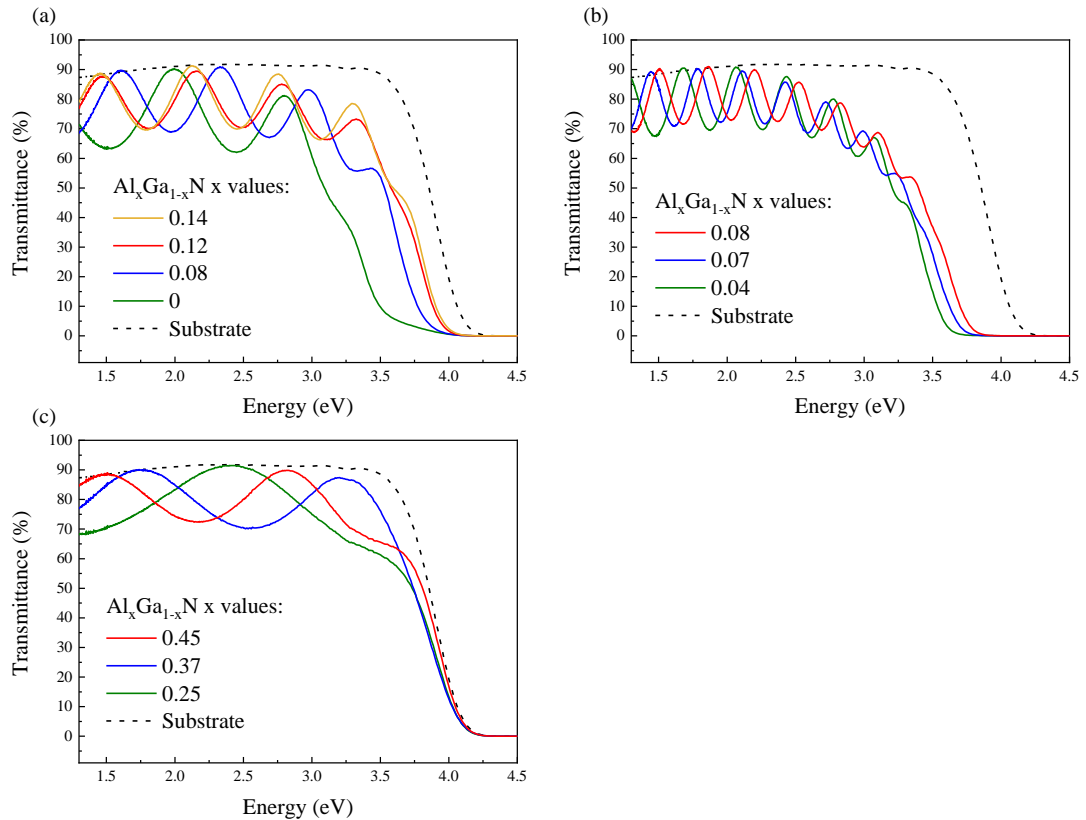 (a)
100
90
80
70
60
50
40
30
20
10
0
Transmittance (%)
AlxGa1-xN x values:
0.14
0.12
0.08
0
Substrate
1.5 2.0 2.5 3.0 3.5 4.0 4.5
Energy (eV)
(b)
100
90
80
70
60
50
40
30
20
10
0
Transmittance (%)
AlxGa1-xN x values:
0.08
0.07
0.04
Substrate
1.5 2.0 2.5 3.0 3.5 4.0 4.5
Energy (eV)
(c)
100
90
80
70
60
50
40
30
20
10
0
Transmittance (%)
AlxGa1-xN x values:
0.45
0.37
0.25
Substrate
1.5 2.0 2.5 3.0 3.5 4.0 4.5
Energy (eV)